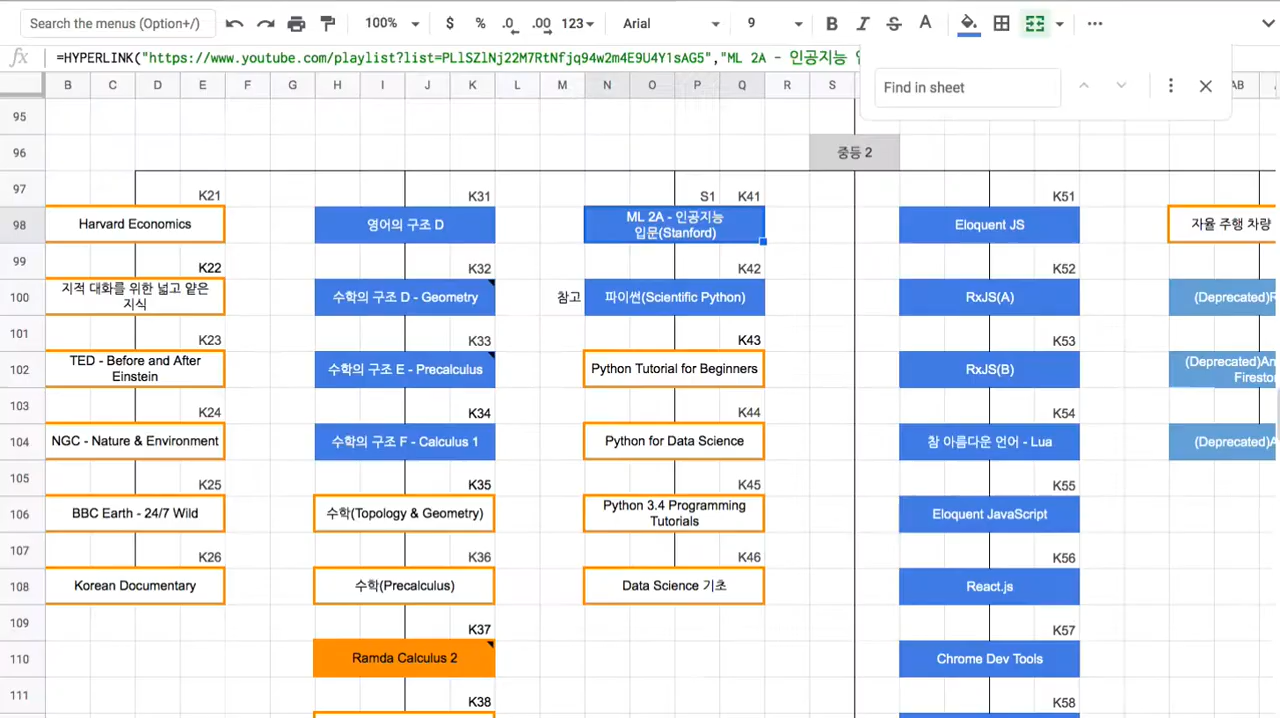 Search the menus (Option+/)
100%
$ % .0 .00 123
Arial
9
B I S A
fx =HYPERLINK("https://www.youtube.com/playlist?list=PLlSZlNj22M7RtNfjq94w2m4E9U4Y1sAG5","ML 2A - 인공지능
Find in sheet
B C D E F G H I J K L M N O P Q R S AB
95
96 중등 2
97 K21 K31 S1 K41 K51
98 Harvard Economics 영어의 구조 D ML 2A - 인공지능
입문(Stanford) Eloquent JS 자율 주행 차량
99 K22 K32 K42 K52
100 지적 대화를 위한 넓고 얕은
지식 수학의 구조 D - Geometry 참고 파이썬(Scientific Python) RxJS(A) (Deprecated)
101 K23 K33 K43 K53
102 TED - Before and After
Einstein 수학의 구조 E - Precalculus Python Tutorial for Beginners RxJS(B) (Deprecated)An
Firesto
103 K24 K34 K44 K54
104 NGC - Nature & Environment 수학의 구조 F - Calculus 1 Python for Data Science 참 아름다운 언어 - Lua (Deprecated)A
105 K25 K35 K45 K55
106 BBC Earth - 24/7 Wild 수학(Topology & Geometry) Python 3.4 Programming
Tutorials Eloquent JavaScript
107 K26 K36 K46 K56
108 Korean Documentary 수학(Precalculus) Data Science 기초 React.js
109 K37 K57
110 Ramda Calculus 2 Chrome Dev Tools
111 K38 K58